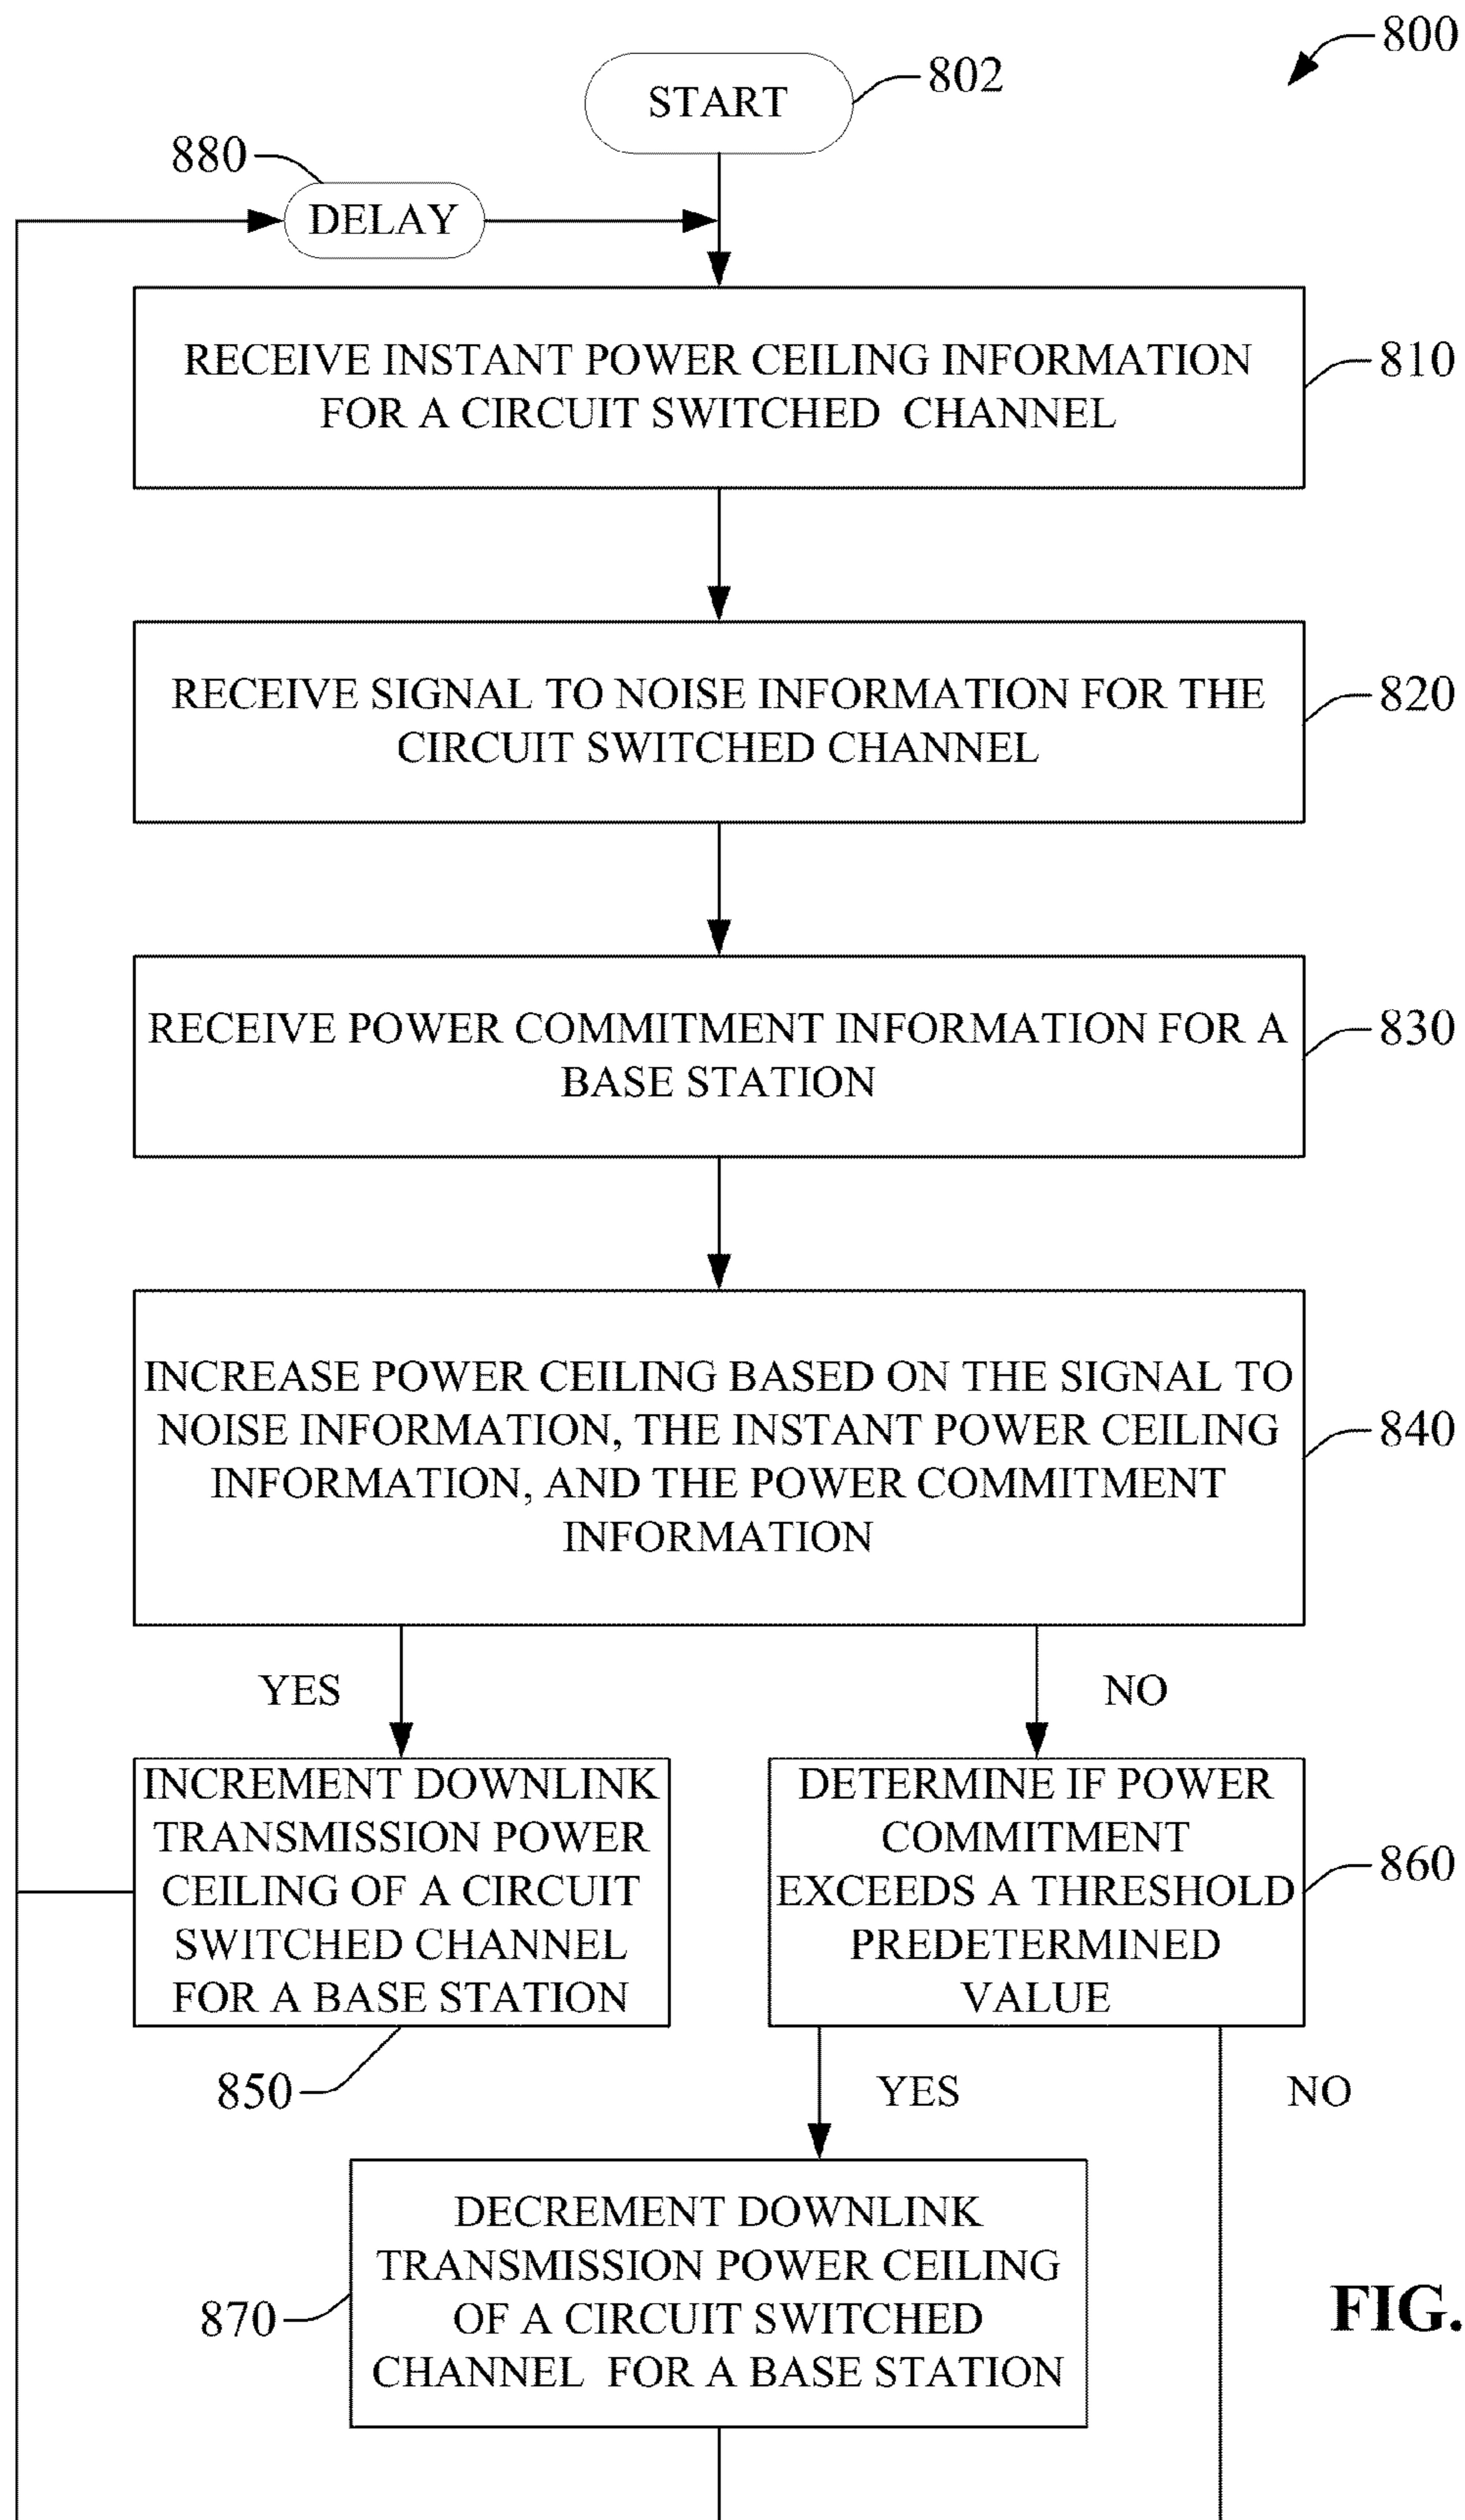 800
START
802
880
DELAY
RECEIVE INSTANT POWER CEILING INFORMATION
FOR A CIRCUIT SWITCHED CHANNEL
810
RECEIVE SIGNAL TO NOISE INFORMATION FOR THE
CIRCUIT SWITCHED CHANNEL
820
RECEIVE POWER COMMITMENT INFORMATION FOR A
BASE STATION
830
INCREASE POWER CEILING BASED ON THE SIGNAL TO
NOISE INFORMATION, THE INSTANT POWER CEILING
INFORMATION, AND THE POWER COMMITMENT
INFORMATION
840
YES
NO
INCREMENT DOWNLINK
TRANSMISSION POWER
CEILING OF A CIRCUIT
SWITCHED CHANNEL
FOR A BASE STATION
850
DETERMINE IF POWER
COMMITMENT
EXCEEDS A THRESHOLD
PREDETERMINED
VALUE
860
YES
NO
DECREMENT DOWNLINK
TRANSMISSION POWER CEILING
OF A CIRCUIT SWITCHED
CHANNEL FOR A BASE STATION
870
FIG.